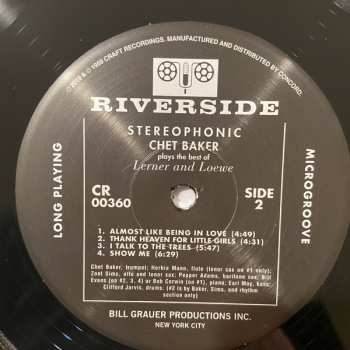 ℗ 2019 & © 1959 CRAFT RECORDINGS. MANUFACTURED AND DISTRIBUTED BY CONCORD.
RIVERSIDE
STEREOPHONIC
CHET BAKER
plays the best of
Lerner and Loewe
LONG PLAYING
MICROGROOVE
CR
00360
SIDE
2
1. ALMOST LIKE BEING IN LOVE (4:49)
2. THANK HEAVEN FOR LITTLE GIRLS (4:31)
3. I TALK TO THE TREES (5:47)
4. SHOW ME (6:29)
Chet Baker, trumpet; Herbie Mann, flute (tenor sax on #1 only);
Zoot Sims, alto and tenor sax; Pepper Adams, baritone sax; Bill
Evans (on #2, 3, 4) or Bob Corwin (on #1), piano; Earl May, bass;
Clifford Jarvis, drums. (#2 is by Baker, Sims, and rhythm
section only)
BILL GRAUER PRODUCTIONS INC.
NEW YORK CITY